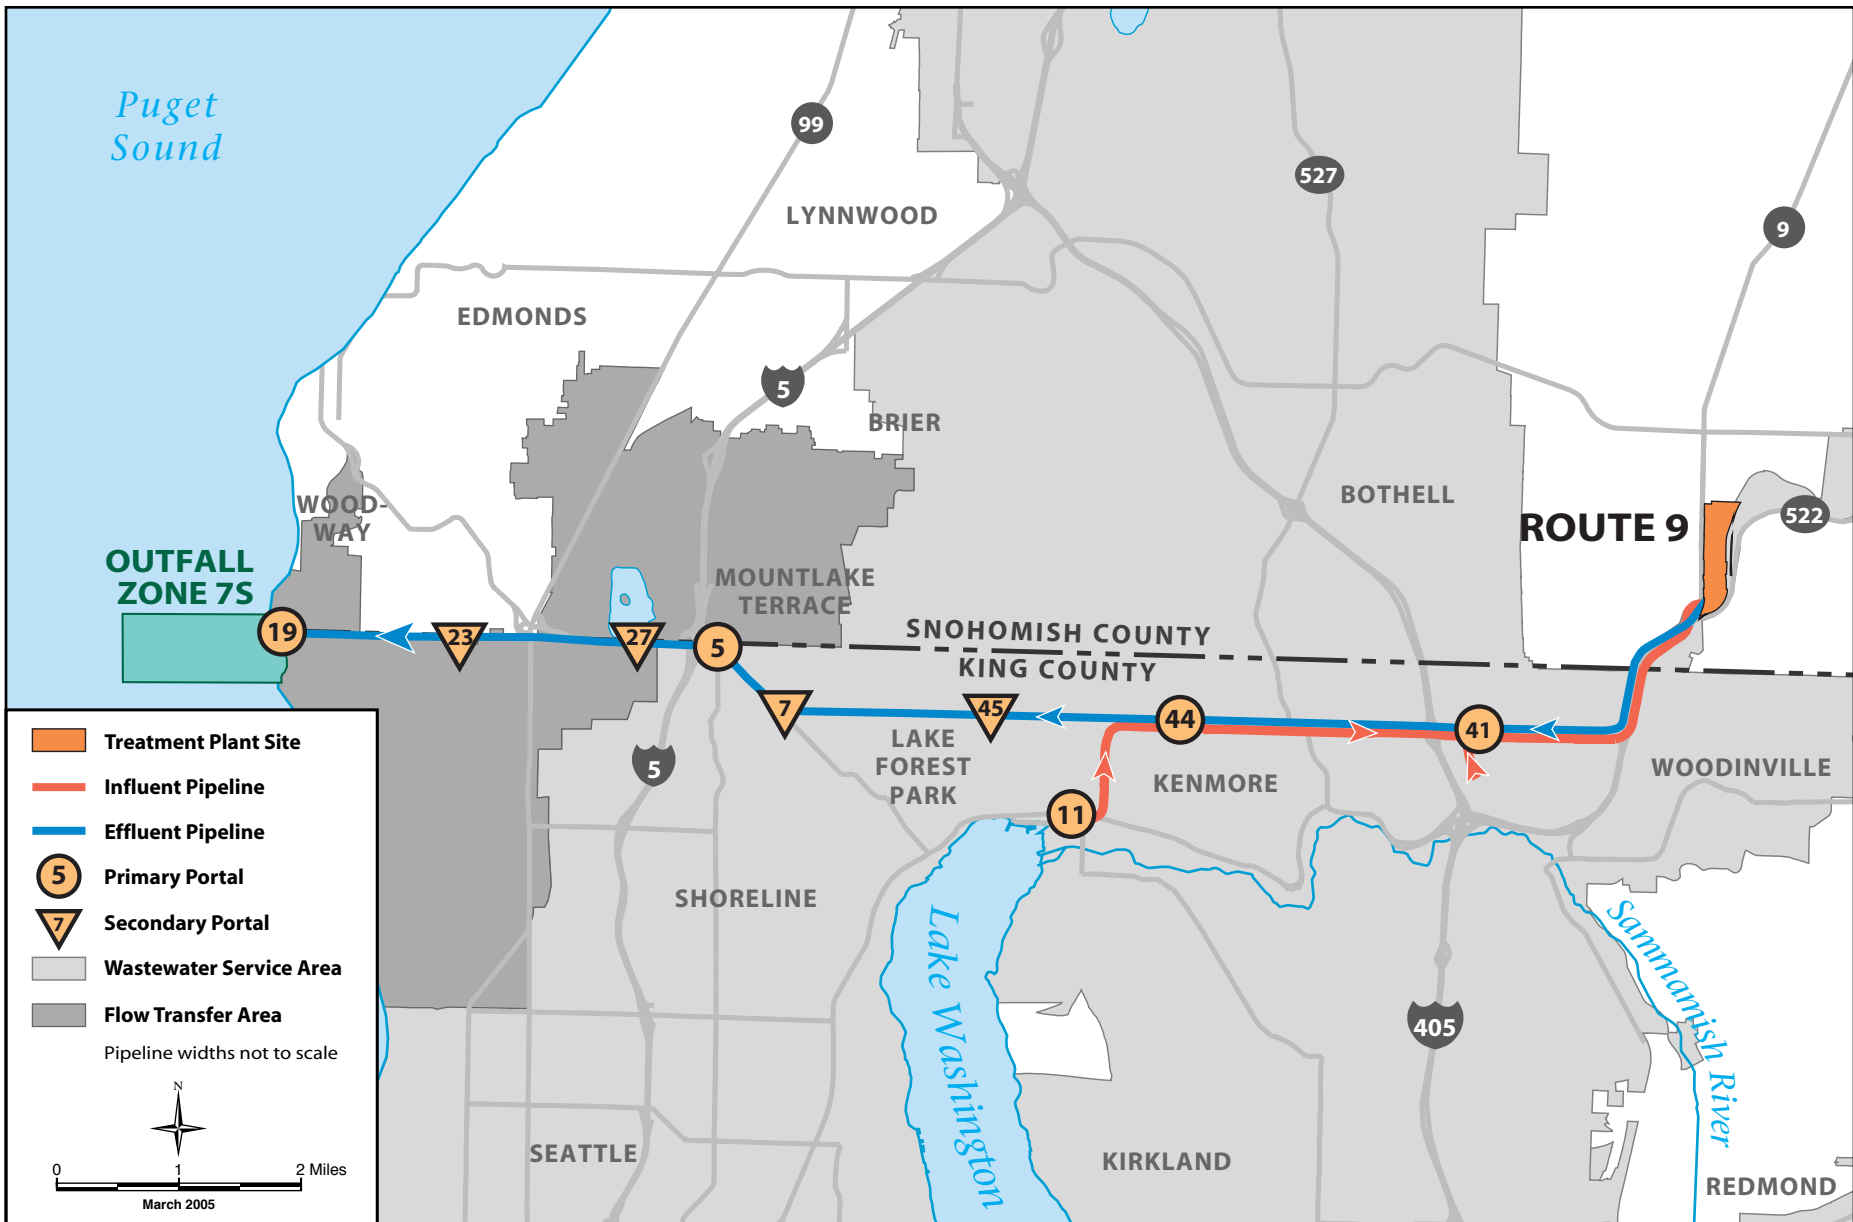 Puget
Sound
99
527
LYNNWOOD
9
EDMONDS
5
BRIER
WOOD-
WAY
BOTHELL
ROUTE 9
522
OUTFALL
ZONE 7S
MOUNTLAKE
TERRACE
19
23
27
5
SNOHOMISH COUNTY
KING COUNTY
7
45
44
41
LAKE
FOREST
PARK
5
KENMORE
WOODINVILLE
11
SHORELINE
Lake Washington
Sammamish River
405
SEATTLE
KIRKLAND
REDMOND
Treatment Plant Site
Influent Pipeline
Effluent Pipeline
5 Primary Portal
7 Secondary Portal
Wastewater Service Area
Flow Transfer Area
Pipeline widths not to scale
N
0 1 2 Miles
March 2005